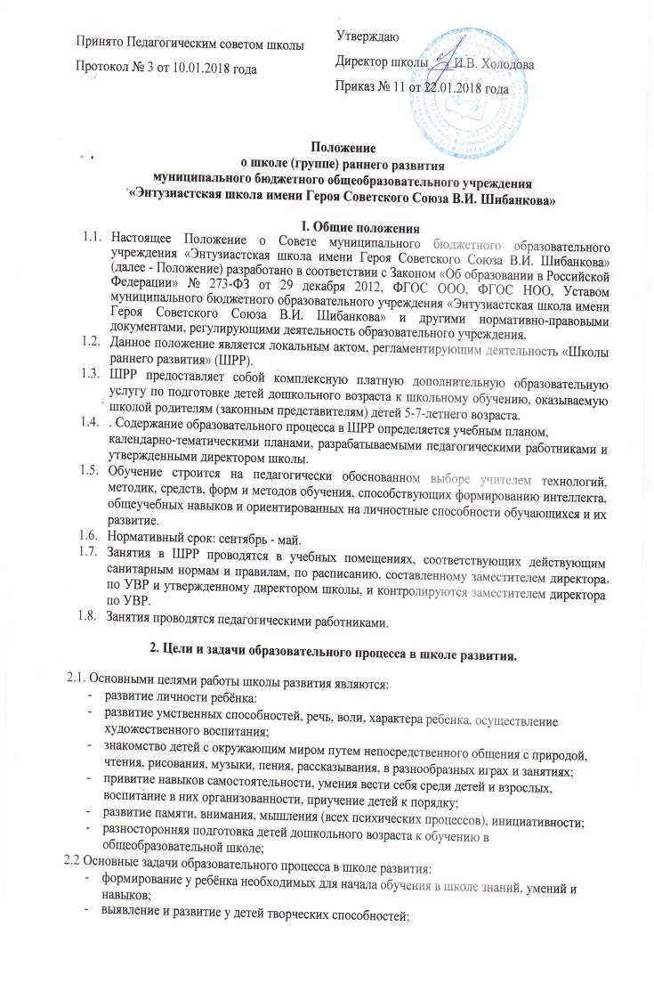 Принято Педагогическим советом школы
Протокол № 3 от 10.01.2018 года
Утверждаю
Директор школы И.В. Холодова
Приказ № 11 от 22.01.2018 года
Положение
о школе (группе) раннего развития
муниципального бюджетного общеобразовательного учреждения
«Энтузиастская школа имени Героя Советского Союза В.И. Шибанкова»
I. Общие положения
1.1. Настоящее Положение о Совете муниципального бюджетного образовательного
учреждения «Энтузиастская школа имени Героя Советского Союза В.И. Шибанкова»
(далее - Положение) разработано в соответствии с Законом «Об образовании в Российской
Федерации» № 273-ФЗ от 29 декабря 2012, ФГОС ООО, ФГОС НОО, Уставом
муниципального бюджетного образовательного учреждения «Энтузиастская школа имени
Героя Советского Союза В.И. Шибанкова» и другими нормативно-правовыми
документами, регулирующими деятельность образовательного учреждения.
1.2. Данное положение является локальным актом, регламентирующим деятельность «Школы
раннего развития» (ШРР).
1.3. ШРР предоставляет собой комплексную платную дополнительную образовательную
услугу по подготовке детей дошкольного возраста к школьному обучению, оказываемую
школой родителям (законным представителям) детей 5-7-летнего возраста.
1.4. . Содержание образовательного процесса в ШРР определяется учебным планом,
календарно-тематическими планами, разрабатываемыми педагогическими работниками и
утвержденными директором школы.
1.5. Обучение строится на педагогически обоснованном выборе учителем технологий,
методик, средств, форм и методов обучения, способствующих формированию интеллекта,
общеучебных навыков и ориентированных на личностные способности обучающихся и их
развитие.
1.6. Нормативный срок: сентябрь - май.
1.7. Занятия в ШРР проводятся в учебных помещениях, соответствующих действующим
санитарным нормам и правилам, по расписанию, составленному заместителем директора
по УВР и утвержденному директором школы, и контролируются заместителем директора
по УВР.
1.8. Занятия проводятся педагогическими работниками.
2. Цели и задачи образовательного процесса в школе развития.
2.1. Основными целями работы школы развития являются:
- развитие личности ребёнка:
- развитие умственных способностей, речь, воли, характера ребенка, осуществление
художественного воспитания;
- знакомство детей с окружающим миром путем непосредственного общения с природой,
чтения, рисования, музыки, пения, рассказывания, в разнообразных играх и занятиях;
- привитие навыков самостоятельности, умения вести себя среди детей и взрослых,
воспитание в них организованности, приучение детей к порядку;
- развитие памяти, внимания, мышления (всех психических процессов), инициативности;
- разносторонняя подготовка детей дошкольного возраста к обучению в
общеобразовательной школе;
2.2 Основные задачи образовательного процесса в школе развития:
- формирование у ребёнка необходимых для начала обучения в школе знаний, умений и
навыков;
- выявление и развитие у детей творческих способностей;